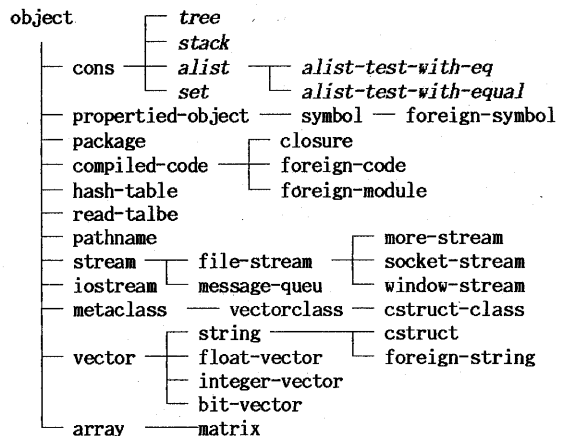 object
tree
stack
cons alist alist-test-with-eq
set alist-test-with-equal
propertied-object symbol foreign-symbol
package closure
compiled-code foreign-code
hash-table foreign-module
read-talbe
pathname more-stream
stream file-stream socket-stream
iostream message-queu window-stream
metaclass vectorclass cstruct-class
string cstruct
vector float-vector foreign-string
integer-vector
bit-vector
array matrix